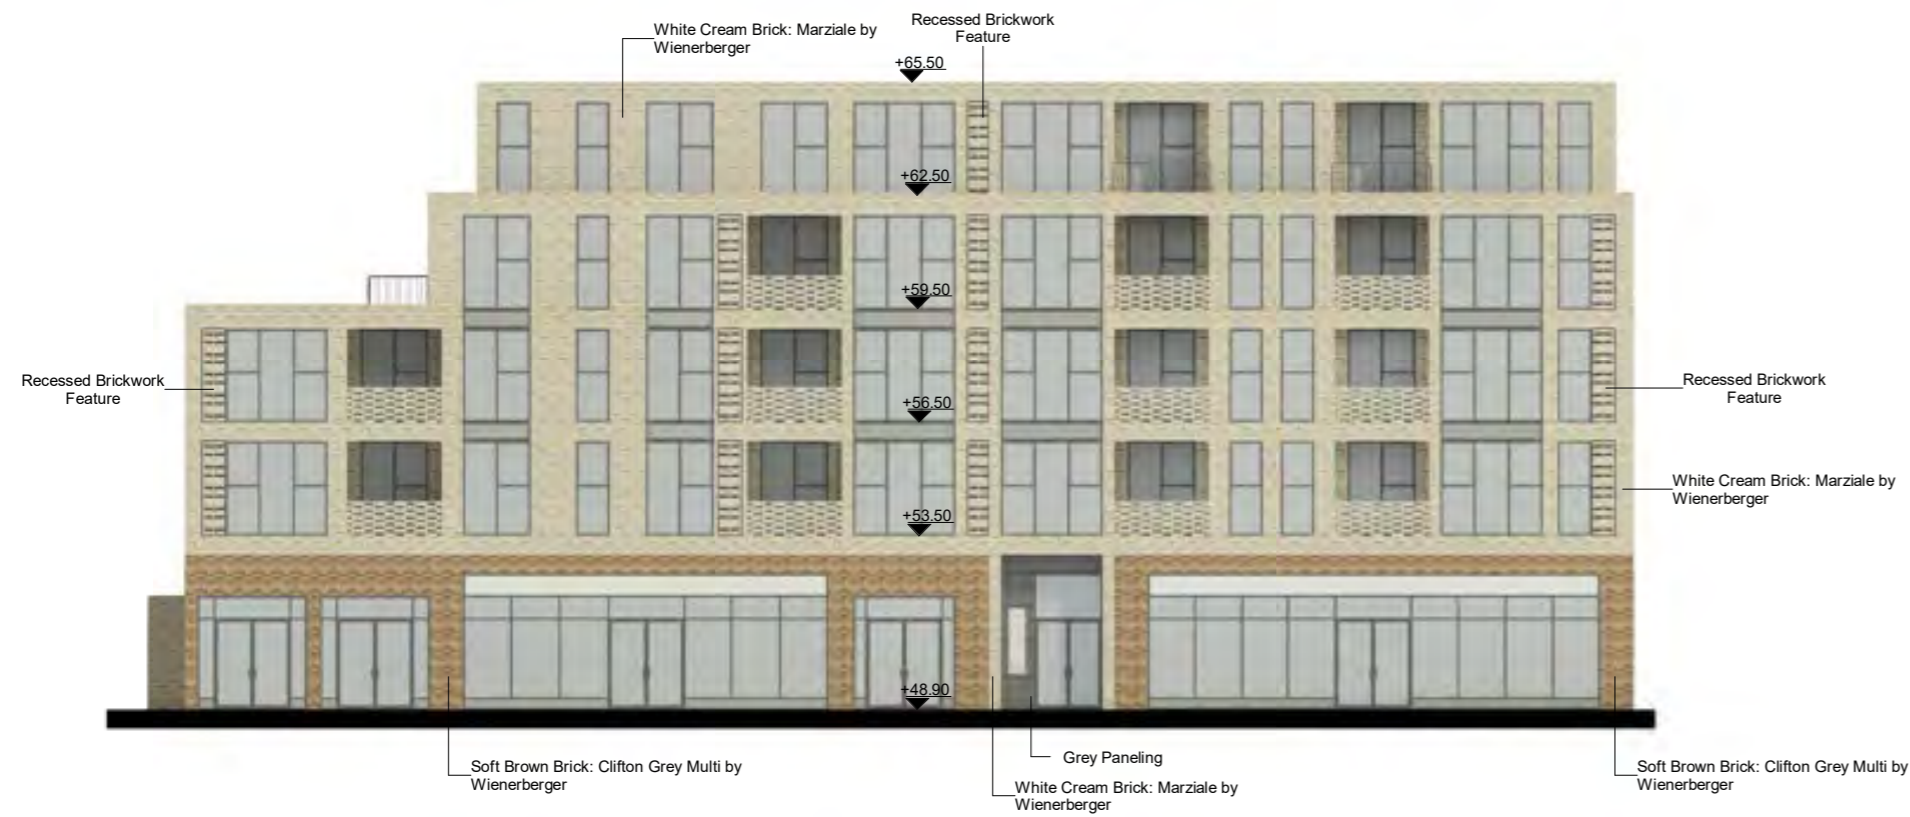 White Cream Brick: Marziale by
Wienerberger
Recessed Brickwork
Feature
+65.50
+62.50
+59.50
+56.50
+53.50
+48.90
Recessed Brickwork
Feature
Recessed Brickwork
Feature
White Cream Brick: Marziale by
Wienerberger
Soft Brown Brick: Clifton Grey Multi by
Wienerberger
Grey Paneling
White Cream Brick: Marziale by
Wienerberger
Soft Brown Brick: Clifton Grey Multi by
Wienerberger